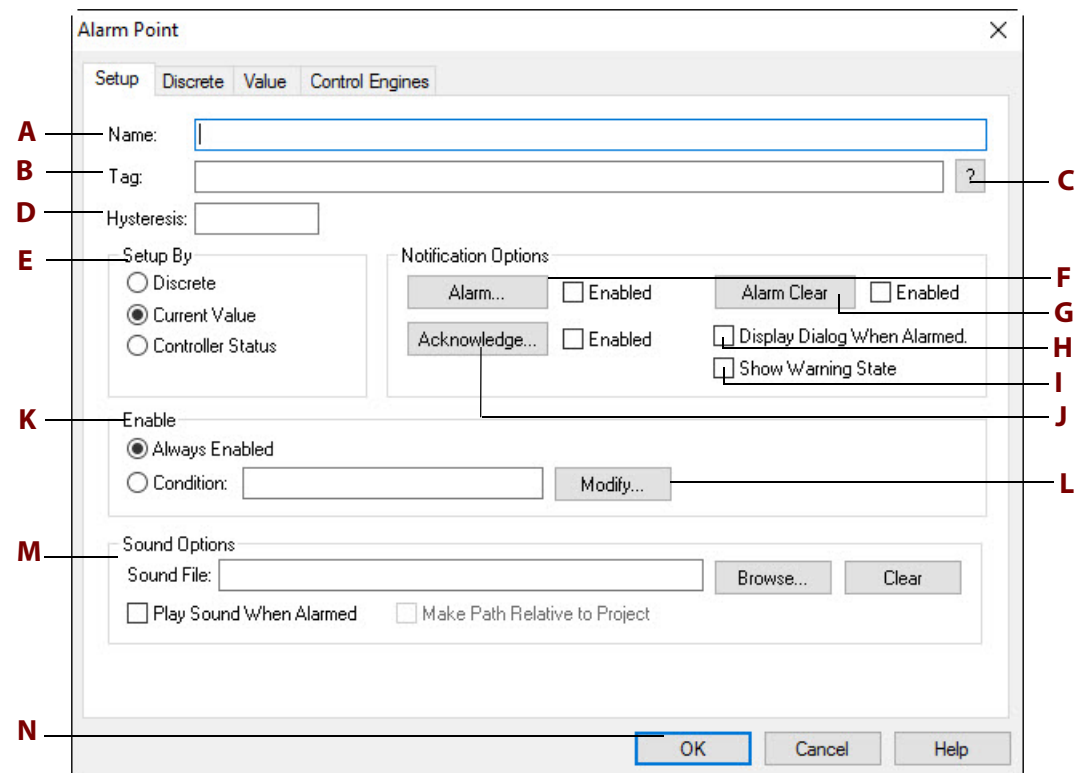 Alarm Point
Setup Discrete Value Control Engines
A Name:
B Tag: ? C
D Hysteresis:
E Setup By Notification Options
Discrete Alarm... Enabled Alarm Clear Enabled F
Current Value G
Controller Status Acknowledge... Enabled Display Dialog When Alarmed. H
Show Warning State I
J
K Enable
Always Enabled
Condition: Modify... L
M Sound Options
Sound File: Browse... Clear
Play Sound When Alarmed Make Path Relative to Project
N OK Cancel Help